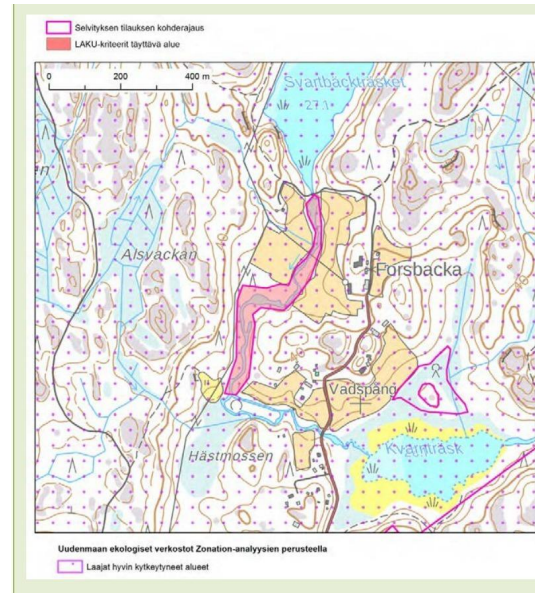 Selvityksen tilauksen kohderajaus
LAKU-kriteerit täyttävä alue
0 200 400 m
Svartbäckträsket
27.1
Alsvackan
Forsbacka
Vadspång
Kvarnträsk
Hästmossen
Uudenmaan ekologiset verkostot Zonation-analyysien perusteella
Laajat hyvin kytkeytyneet alueet